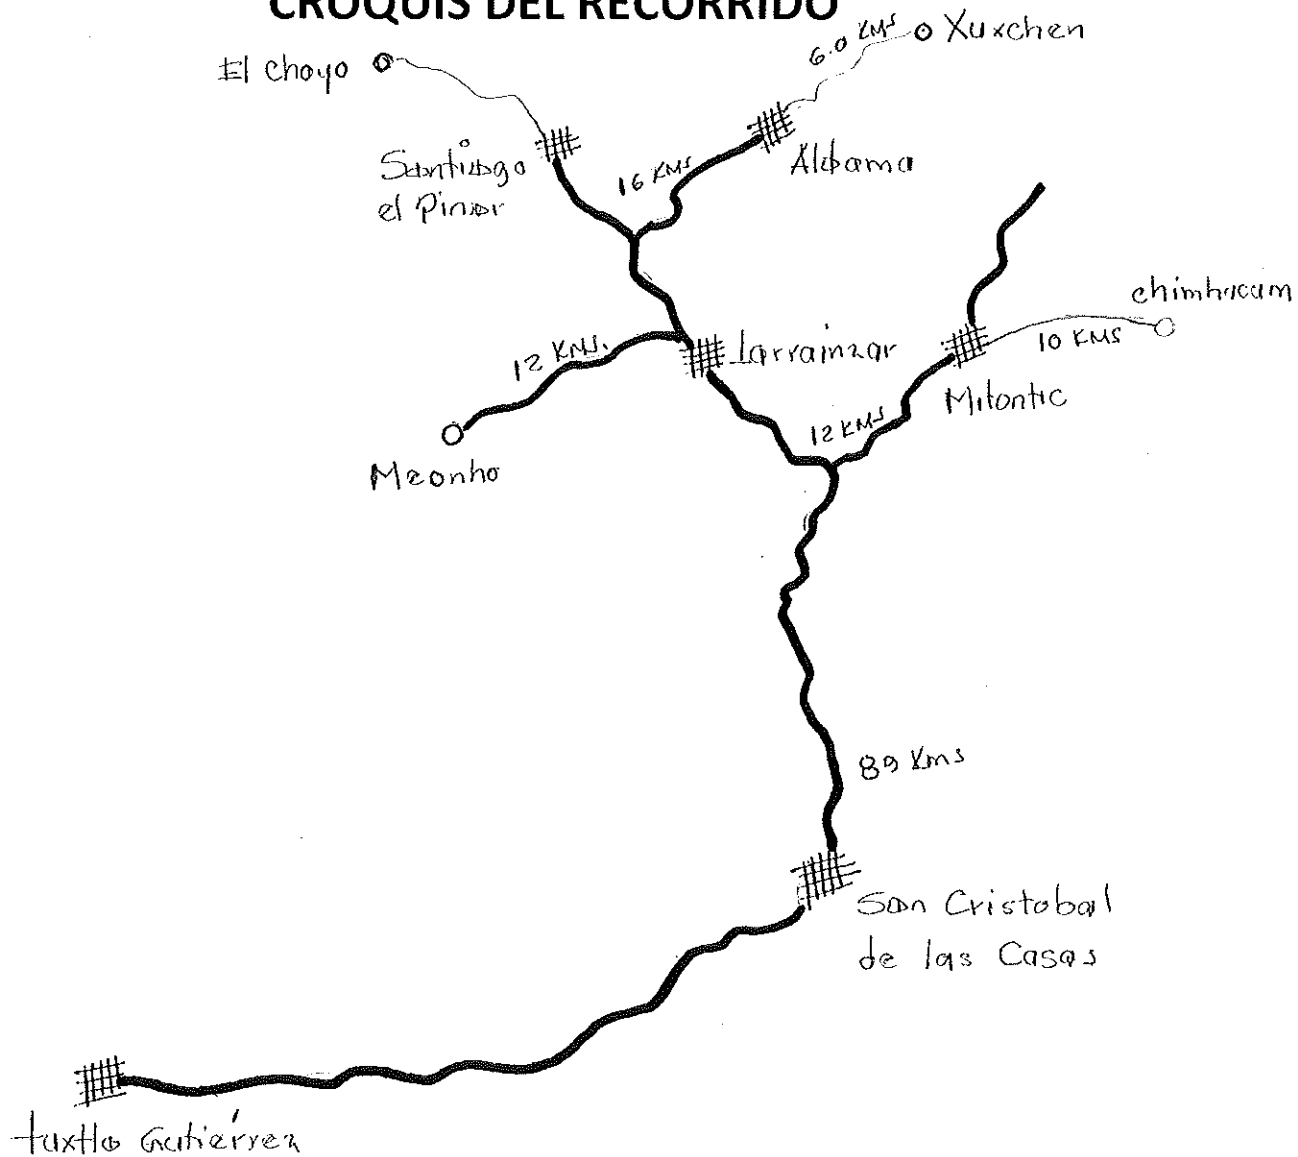 CROQUIS DEL RECORRIDO
6.0 KMS
Xuxchen
El Choyo
Santiago
el Pinar
16 KMS
Aldama
chimhucum
10 KMS
12 KMS.
Larrainzar
Mitontic
12 KMS
Meonho
89 Kms
San Cristobal
de las Casas
tuxtla Gutiérrez